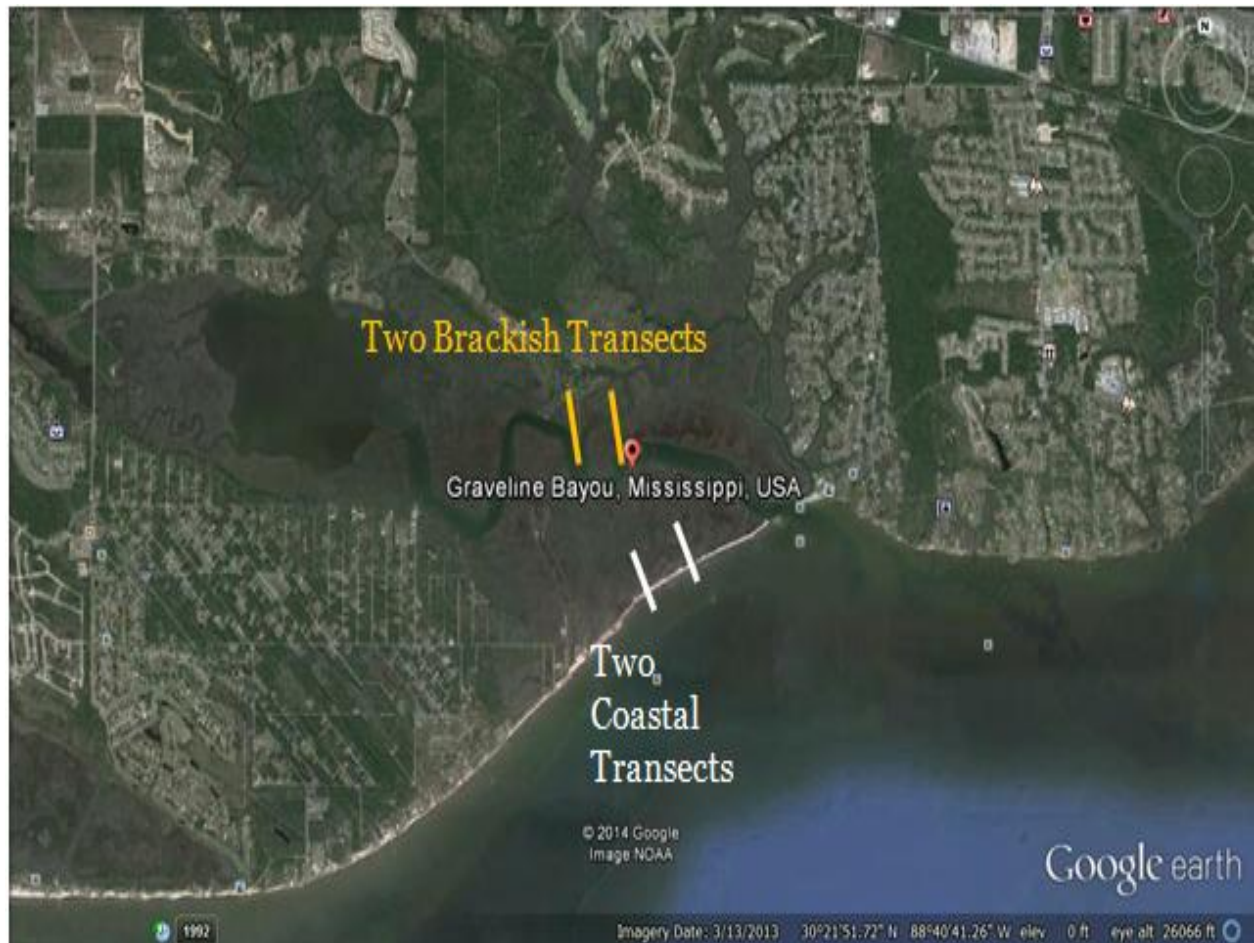 N
Two Brackish Transects
Graveline Bayou, Mississippi, USA
Two
Coastal
Transects
© 2014 Google
Image NOAA
Google earth
1992
Imagery Date: 3/13/2013 30°21'51.72" N 88°40'41.26" W elev 0 ft eye alt 26066 ft